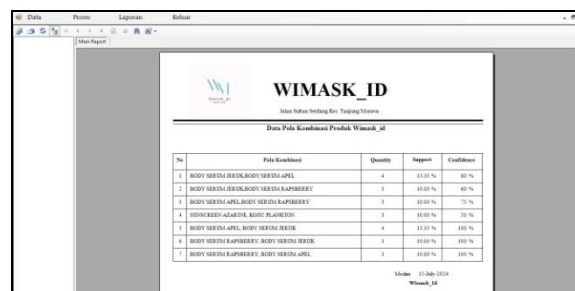 Data Proses Laporan Keluar
Main Report
WIMASK_ID
WIMASK_ID
Jalan Sultan Serdang Kec. Tanjung Morawa
Data Pola Kombinasi Produk Wimask_id
No Pola Kombinasi Quantity Support Confidence
1 BODY SERUM JERUK,BODY SERUM APEL 4 13.33 % 80 %
2 BODY SERUM JERUK,BODY SERUM RAPSBERRY 3 10.00 % 60 %
3 BODY SERUM APEL,BODY SERUM RAPSBERRY 3 10.00 % 75 %
4 SUNSCREEN AZARINE, KOJIC PLANKTON 3 10.00 % 50 %
5 BODY SERUM APEL, BODY SERUM JERUK 4 13.33 % 100 %
6 BODY SERUM RAPSBERRY, BODY SERUM JERUK 3 10.00 % 100 %
7 BODY SERUM RAPSBERRY, BODY SERUM APEL 3 10.00 % 100 %
Medan 15-July-2024
Wimask_Id